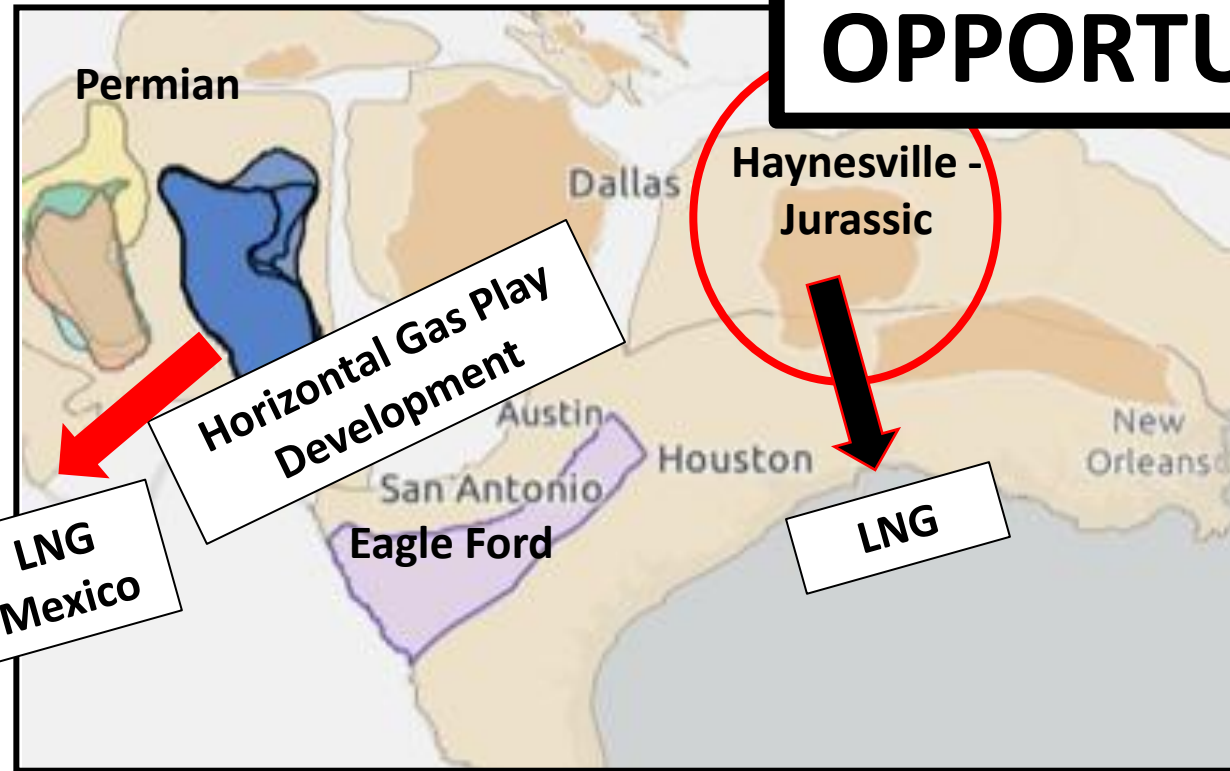 OPPORTU
Permian
Dallas
Haynesville -
Jurassic
Horizontal Gas Play
Development
Austin
Houston
New
Orleans
San Antonio
Eagle Ford
LNG
LNG
Mexico